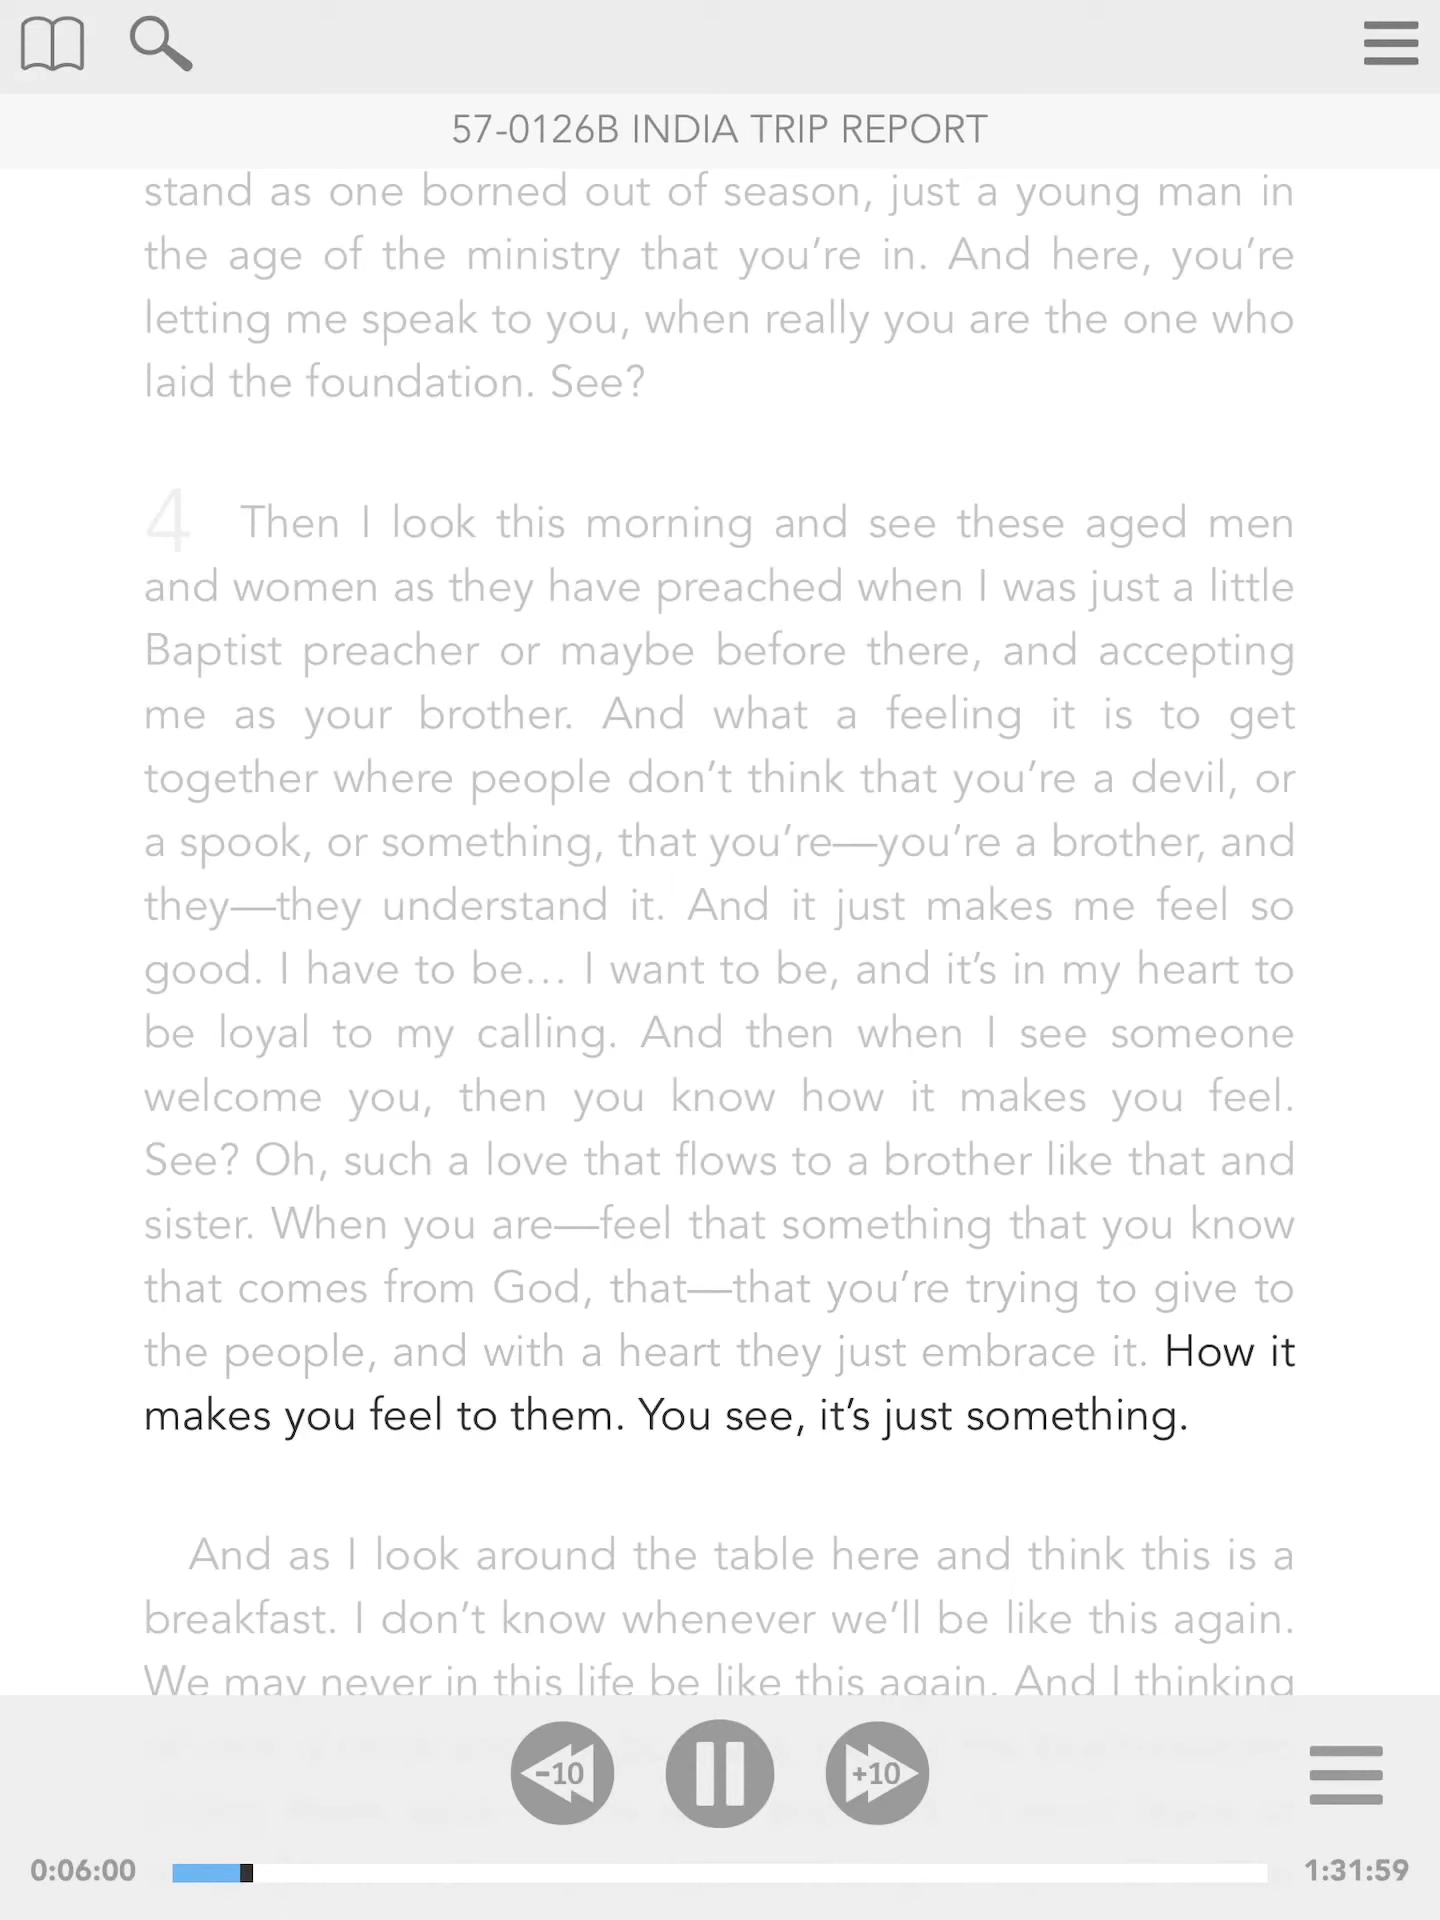 57-0126B INDIA TRIP REPORT
stand as one borned out of season, just a young man in
the age of the ministry that you’re in. And here, you’re
letting me speak to you, when really you are the one who
laid the foundation. See?
4 Then I look this morning and see these aged men
and women as they have preached when I was just a little
Baptist preacher or maybe before there, and accepting
me as your brother. And what a feeling it is to get
together where people don’t think that you’re a devil, or
a spook, or something, that you’re—you’re a brother, and
they—they understand it. And it just makes me feel so
good. I have to be… I want to be, and it’s in my heart to
be loyal to my calling. And then when I see someone
welcome you, then you know how it makes you feel.
See? Oh, such a love that flows to a brother like that and
sister. When you are—feel that something that you know
that comes from God, that—that you’re trying to give to
the people, and with a heart they just embrace it. How it
makes you feel to them. You see, it’s just something.
And as I look around the table here and think this is a
breakfast. I don’t know whenever we’ll be like this again.
We may never in this life be like this again. And I thinking
-10
+10
0:06:00
1:31:59